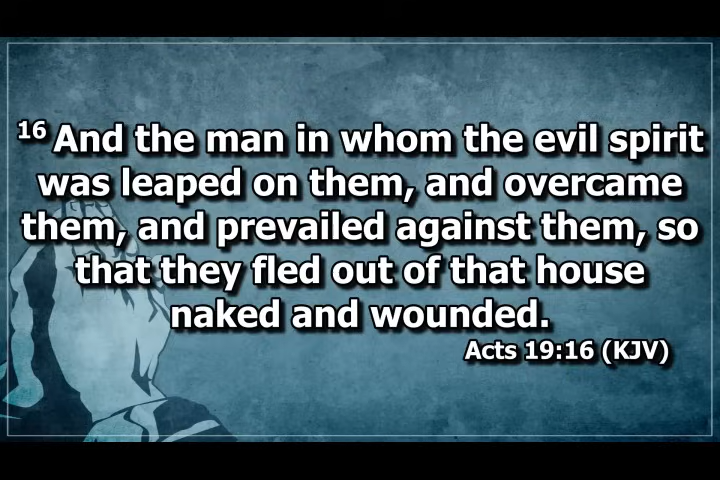 16 And the man in whom the evil spirit
was leaped on them, and overcame
them, and prevailed against them, so
that they fled out of that house
naked and wounded.
Acts 19:16 (KJV)